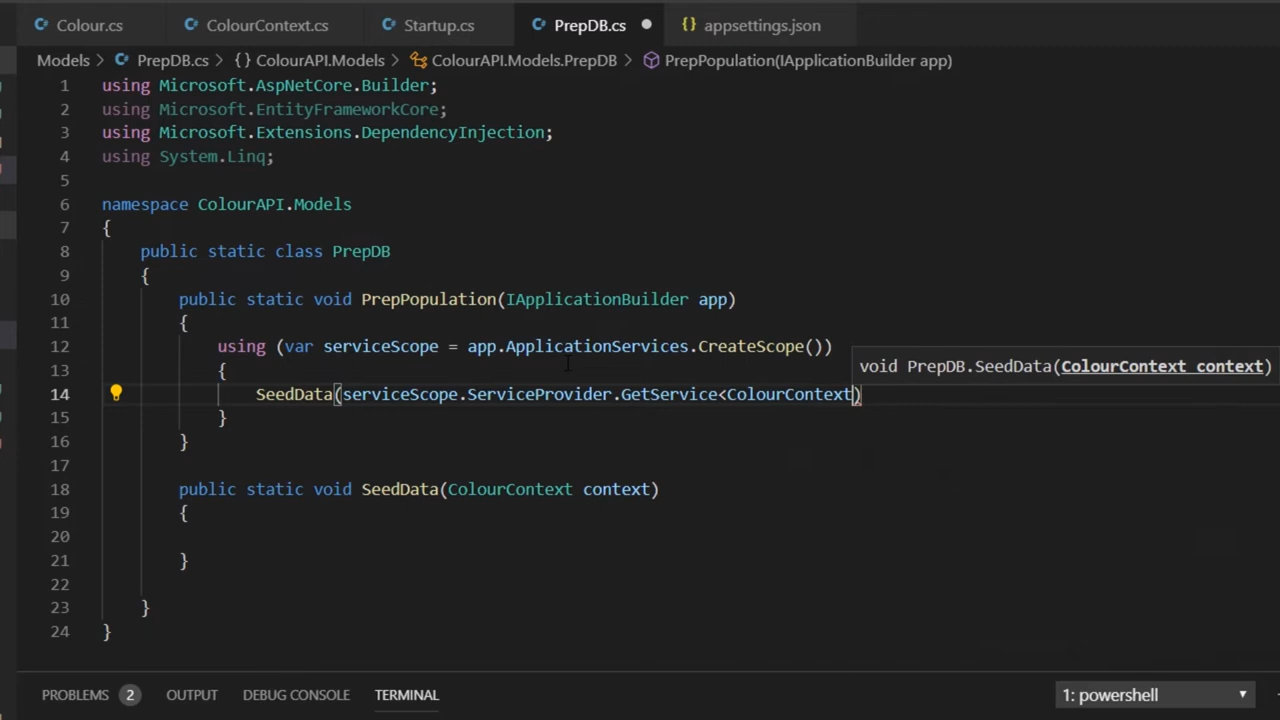 Colour.cs ColourContext.cs Startup.cs PrepDB.cs appsettings.json
Models > PrepDB.cs > {} ColourAPI.Models > ColourAPI.Models.PrepDB > PrepPopulation(IApplicationBuilder app)
1 using Microsoft.AspNetCore.Builder;
2 using Microsoft.EntityFrameworkCore;
3 using Microsoft.Extensions.DependencyInjection;
4 using System.Linq;
5
6 namespace ColourAPI.Models
7 {
8 public static class PrepDB
9 {
10 public static void PrepPopulation(IApplicationBuilder app)
11 {
12 using (var serviceScope = app.ApplicationServices.CreateScope())
13 {
void PrepDB.SeedData(ColourContext context)
14 SeedData(serviceScope.ServiceProvider.GetService<ColourContext)
15 }
16 }
17
18 public static void SeedData(ColourContext context)
19 {
20
21 }
22
23 }
24 }
PROBLEMS 2 OUTPUT DEBUG CONSOLE TERMINAL 1: powershell